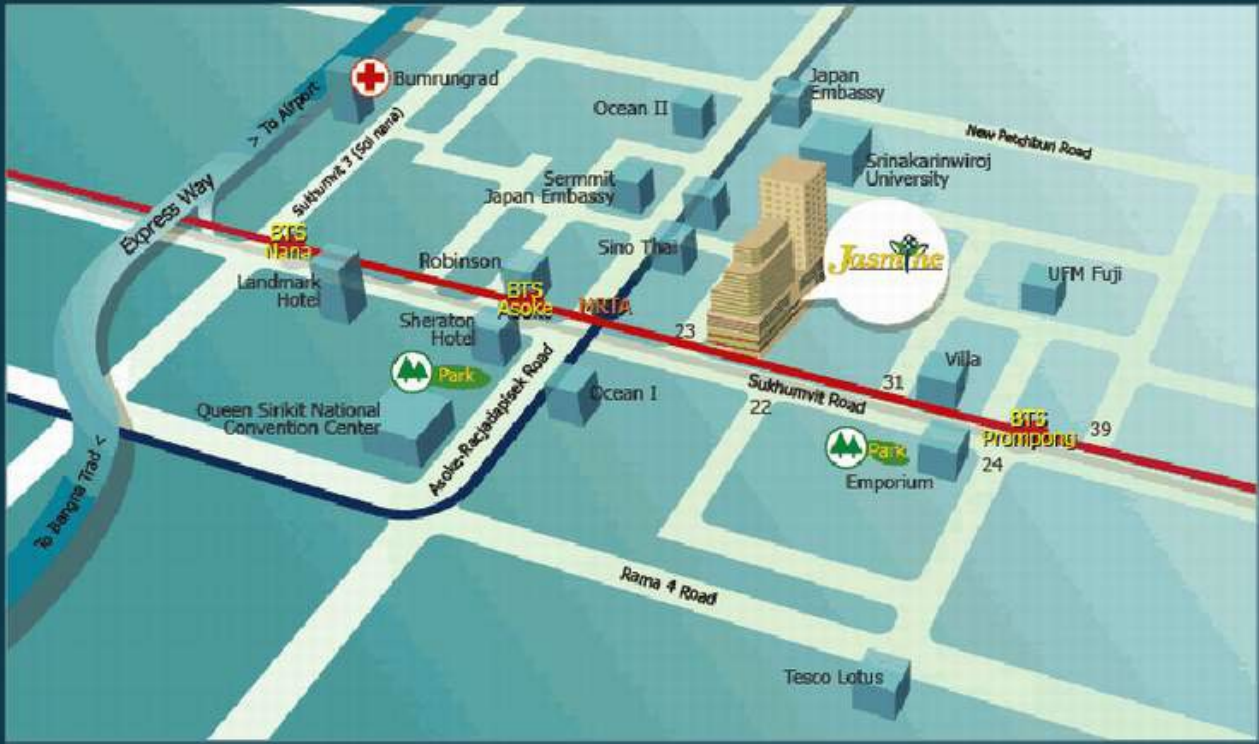 Bumrungrad
> To Airport
Sukhumvit 3 (Soi nana)
Express Way
To Bangna Trad <
BTS
Nana
Landmark
Hotel
Robinson
BTS
Asoke
MRTA
Sheraton
Hotel
Park
Queen Sirikit National
Convention Center
Asoke-Racjadapisek Road
Ocean I
Ocean II
Japan
Embassy
New Petchburi Road
Srinakarinwiroj
University
Sermmit
Japan Embassy
Sino Thai
Jasmine
UFM Fuji
23
Sukhumvit Road
22
31
Villa
BTS
Prompong
39
24
Park
Emporium
Rama 4 Road
Tesco Lotus